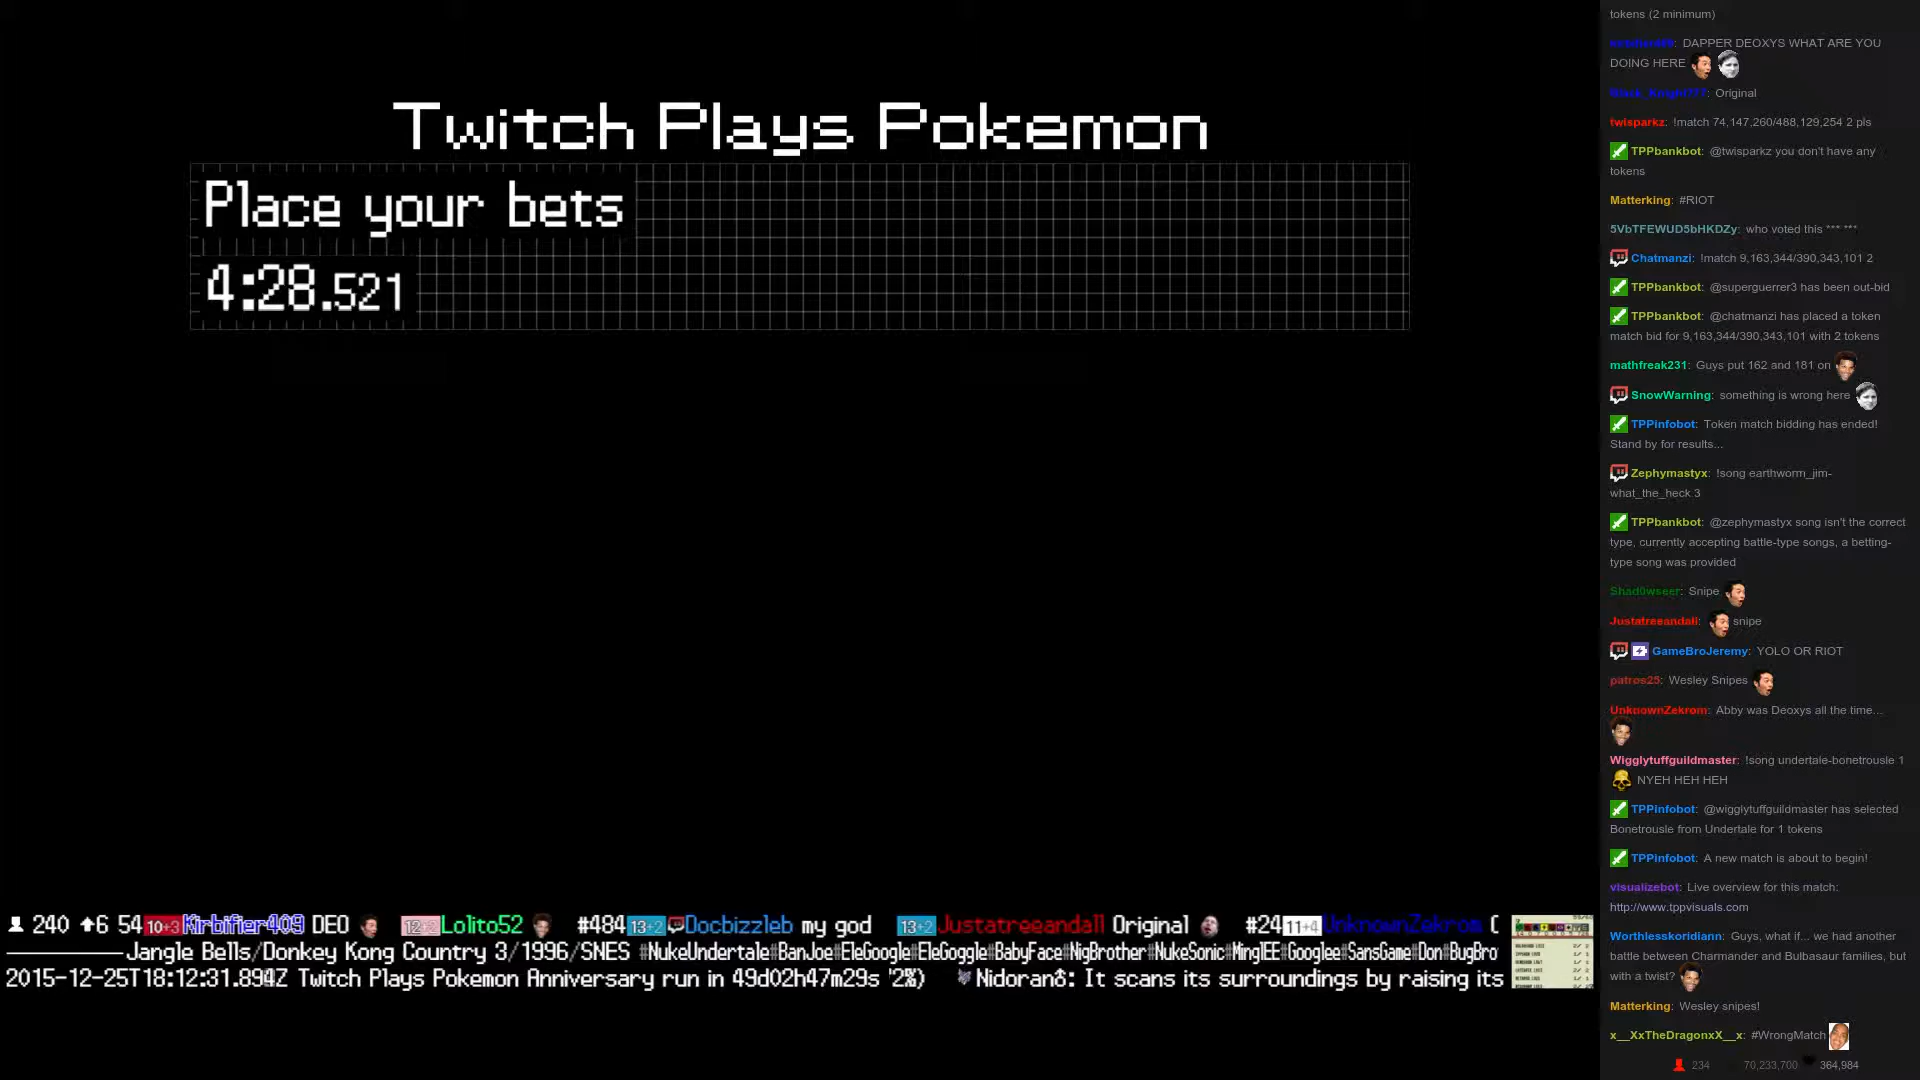 Twitch Plays Pokemon
Place your bets
4:28.521
240 6 54 10+3 Kirbifier409 DEO 12+2 Lolito52 #484 13+2 Docbizzleb my god 13+2 Justatreeandall Original #24 11+4 UnknownZekrom
Jangle Bells/Donkey Kong Country 3/1996/SNES #NukeUndertale#BanJoe#EleGoogle#EleGoggle#BabyFace#NigBrother#NukeSonic#MinglEE#Googlee#SansGame#Don#BugBro
2015-12-25T18:12:31.894Z Twitch Plays Pokemon Anniversary run in 49d02h47m29s '2%) Nidoran♂: It scans its surroundings by raising its
tokens (2 minimum)
: DAPPER DEOXYS WHAT ARE YOU
DOING HERE
Black_Knight777: Original
twisparkz: !match 74,147,260/488,129,254 2 pls
TPPbankbot: @twisparkz you don't have any
tokens
Matterking: #RIOT
5VbTFEWUD5bHKDZy: who voted this *** ***
Chatmanzi: !match 9,163,344/390,343,101 2
TPPbankbot: @superguerrer3 has been out-bid
TPPbankbot: @chatmanzi has placed a token
match bid for 9,163,344/390,343,101 with 2 tokens
mathfreak231: Guys put 162 and 181 on
SnowWarning: something is wrong here
TPPinfobot: Token match bidding has ended!
Stand by for results...
Zephymastyx: !song earthworm_jim-
what_the_heck 3
TPPbankbot: @zephymastyx song isn't the correct
type, currently accepting battle-type songs, a betting-
type song was provided
Shad0wseer: Snipe
Justatreeandall: snipe
GameBroJeremy: YOLO OR RIOT
patros25: Wesley Snipes
UnknownZekrom: Abby was Deoxys all the time...
Wigglytuffguildmaster: !song undertale-bonetrousle 1
NYEH HEH HEH
TPPinfobot: @wigglytuffguildmaster has selected
Bonetrousle from Undertale for 1 tokens
TPPinfobot: A new match is about to begin!
visualizebot: Live overview for this match:
http://www.tppvisuals.com
Worthlesskoridiann: Guys, what if... we had another
battle between Charmander and Bulbasaur families, but
with a twist?
Matterking: Wesley snipes!
x__XxTheDragonxX__x: #WrongMatch
234 70,233,700 364,984